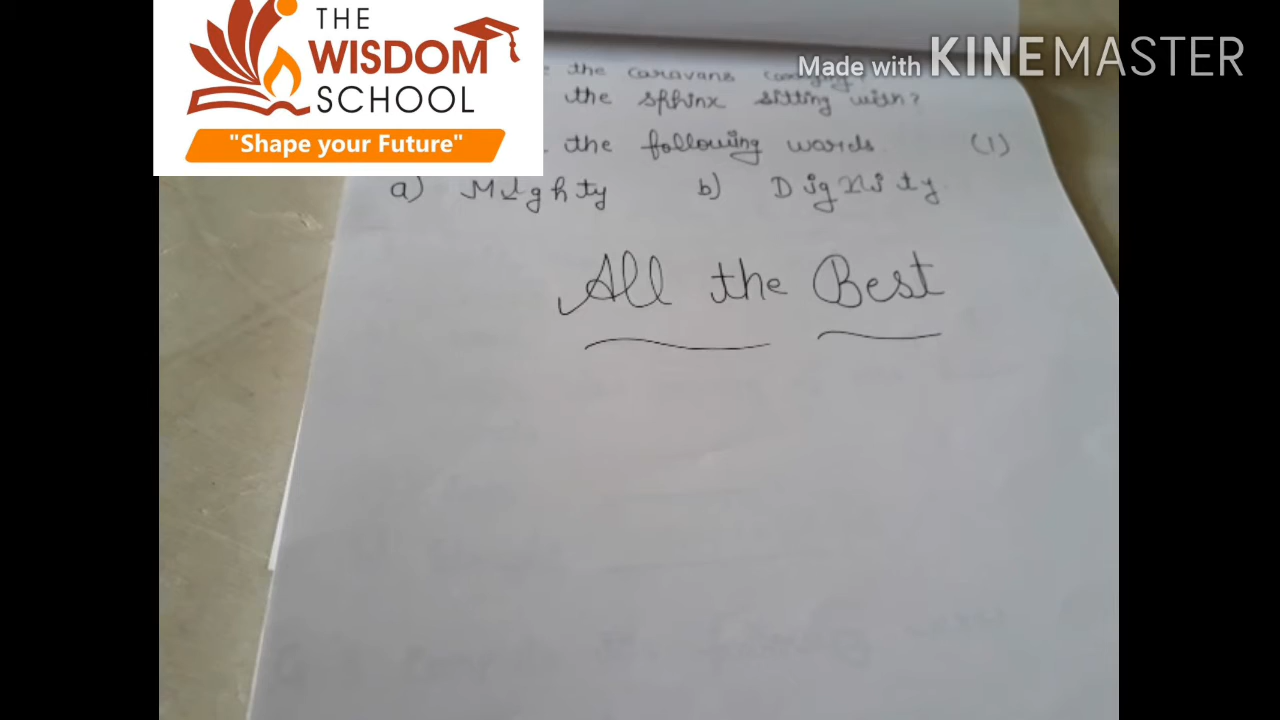 THE
WISDOM
SCHOOL
"Shape your Future"
Made with KINEMASTER
the caravans
the sphinx sitting with?
the following words. (1)
a) Mighty b) Dignity
All the Best